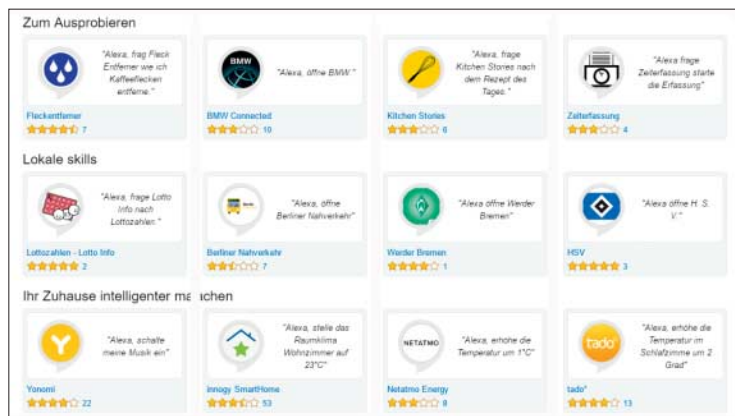 Zum Ausprobieren
"Alexa, frag Fleck
Entferner wie ich
Kaffeeflecken
entferne."
Fleckentferner
7
BMW
"Alexa, öffne BMW."
BMW Connected
10
"Alexa, frage
Kitchen Stories nach
dem Rezept des
Tages."
Kitchen Stories
6
"Alexa frage
Zeiterfassung starte
die Erfassung"
Zeiterfassung
4
Lokale skills
"Alexa, frage Lotto
Info nach
Lottozahlen."
Lottozahlen - Lotto Info
2
"Alexa, öffne
Berliner Nahverkehr"
Berliner Nahverkehr
7
"Alexa öffne Werder
Bremen"
Werder Bremen
1
"Alexa öffne H. S.
V."
HSV
3
Ihr Zuhause intelligenter ma achen
"Alexa, schalte
meine Musik ein"
Yonomi
22
"Alexa, stelle das
Raumklima
Wohnzimmer auf
23°C"
innogy SmartHome
53
NETATMO
"Alexa, erhöhe die
Temperatur um 1°C"
Netatmo Energy
8
tado°
"Alexa, erhöhe die
Temperatur im
Schlafzimme um 2
Grad"
tado°
13